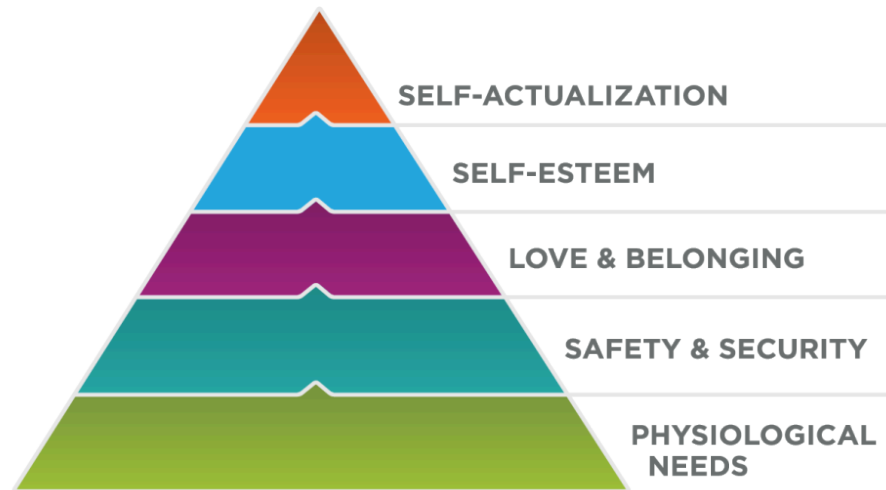 SELF-ACTUALIZATION
SELF-ESTEEM
LOVE & BELONGING
SAFETY & SECURITY
PHYSIOLOGICAL
NEEDS